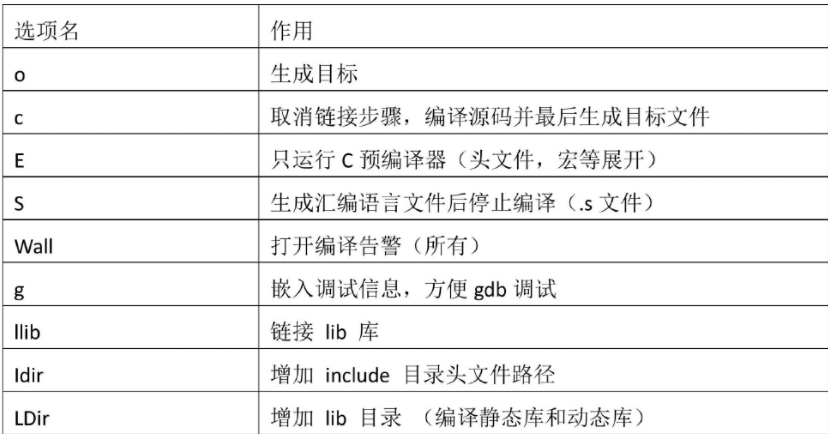 选项名 作用
o 生成目标
c 取消链接步骤，编译源码并最后生成目标文件
E 只运行 C 预编译器（头文件，宏等展开）
S 生成汇编语言文件后停止编译（.s 文件）
Wall 打开编译告警（所有）
g 嵌入调试信息，方便 gdb 调试
llib 链接 lib 库
Idir 增加 include 目录头文件路径
LDir 增加 lib 目录 （编译静态库和动态库）